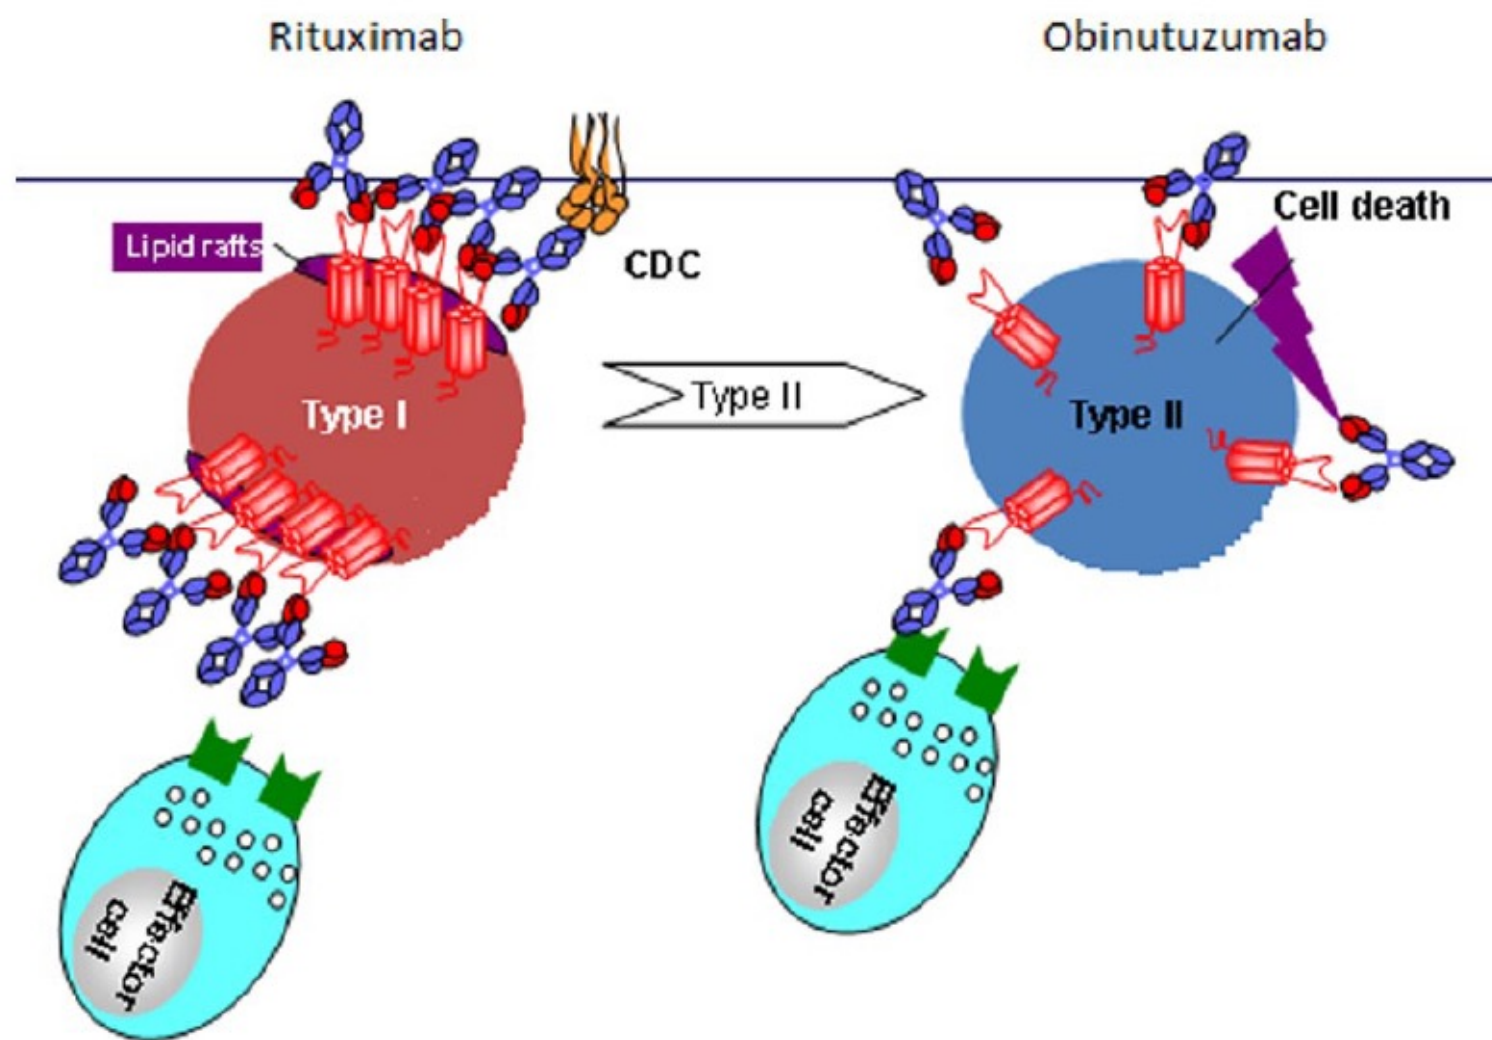 Rituximab
Obinutuzumab
Lipid rafts
CDC
Cell death
Type I
Type II
Type II
Effector
cell
Effector
cell